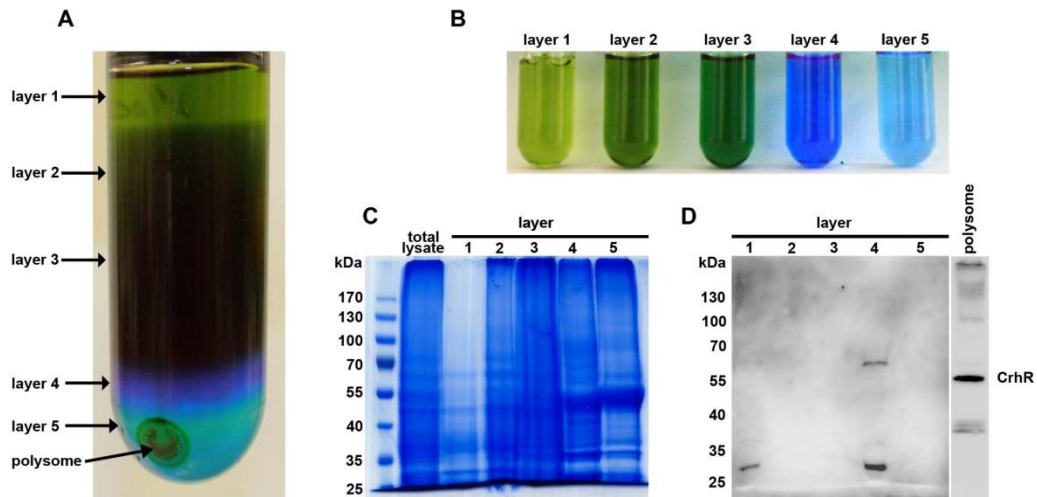 A
layer 1
layer 2
layer 3
layer 4
layer 5
polysome
B
layer 1 layer 2 layer 3 layer 4 layer 5
C
layer
total
lysate 1 2 3 4 5
kDa
170
130
100
70
55
40
35
25
D
layer
1 2 3 4 5 polysome
kDa
130
100
70
55
40
35
25
CrhR